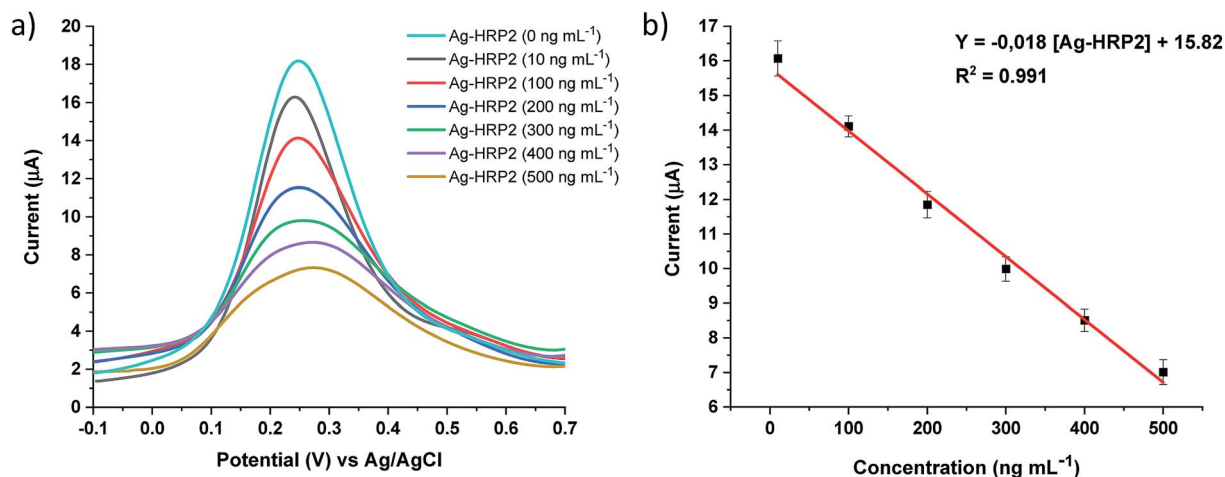 a)
20
18
16
14
12
10
8
6
4
2
0
Current (µA)
-0.1 0.0 0.1 0.2 0.3 0.4 0.5 0.6 0.7
Potential (V) vs Ag/AgCl
Ag-HRP2 (0 ng mL⁻¹)
Ag-HRP2 (10 ng mL⁻¹)
Ag-HRP2 (100 ng mL⁻¹)
Ag-HRP2 (200 ng mL⁻¹)
Ag-HRP2 (300 ng mL⁻¹)
Ag-HRP2 (400 ng mL⁻¹)
Ag-HRP2 (500 ng mL⁻¹)
b)
17
16
15
14
13
12
11
10
9
8
7
6
Current (µA)
0 100 200 300 400 500
Concentration (ng mL⁻¹)
Y = -0,018 [Ag-HRP2] + 15.82
R² = 0.991